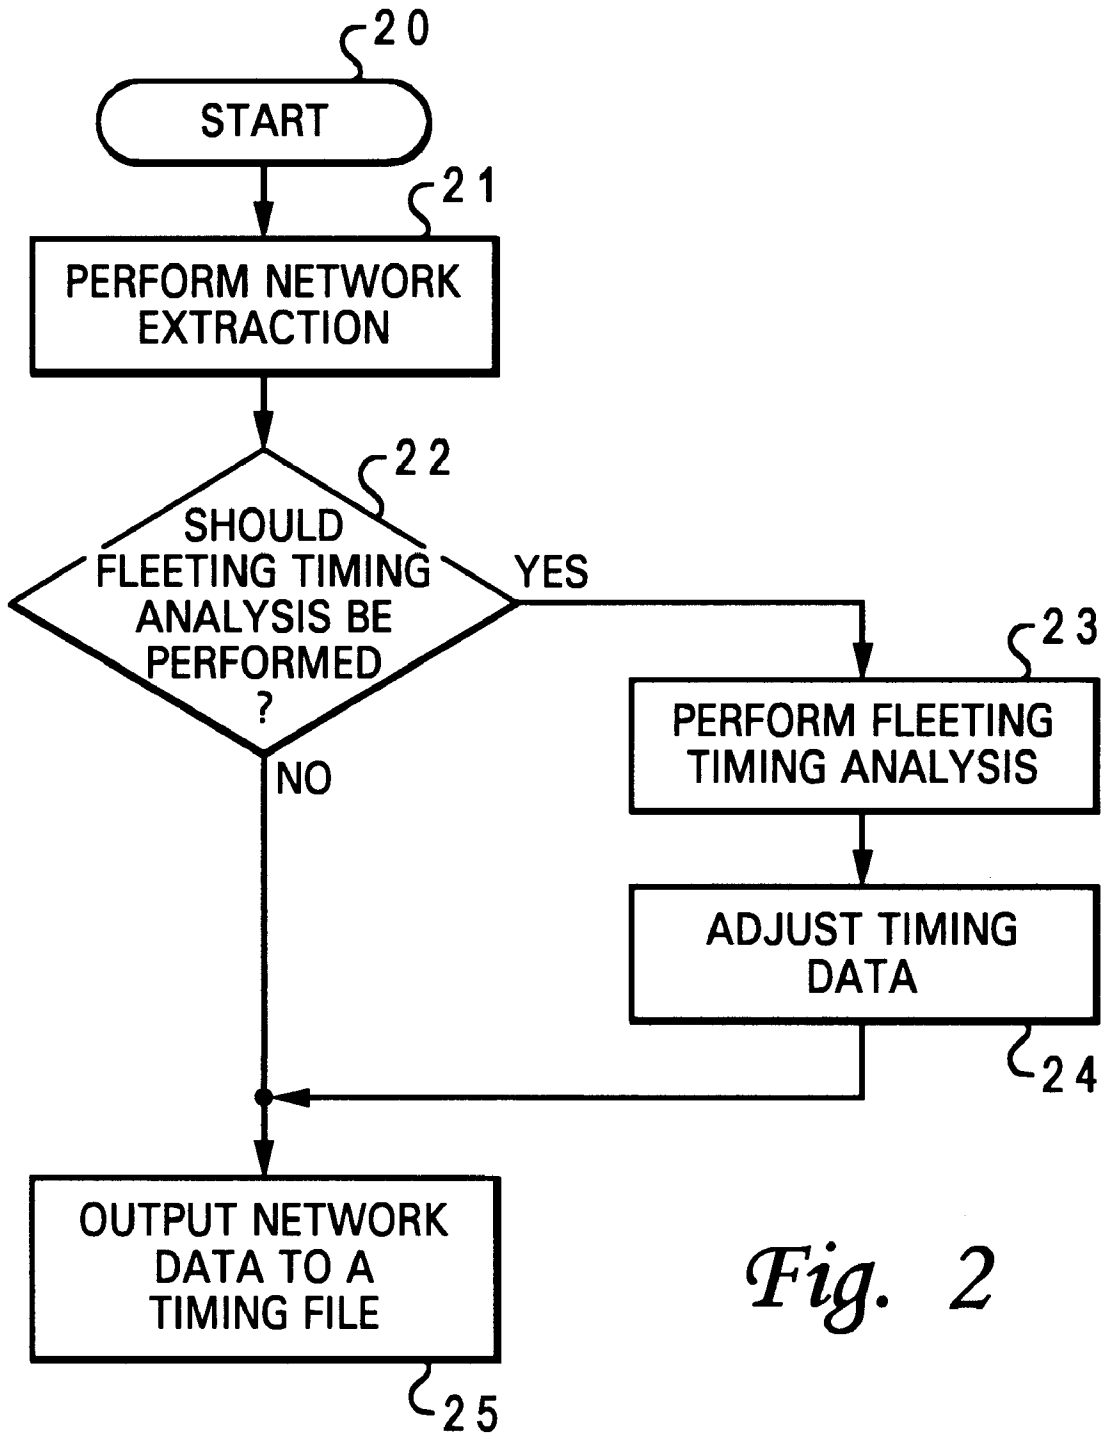 20
START
21
PERFORM NETWORK
EXTRACTION
22
SHOULD
FLEETING TIMING
ANALYSIS BE
PERFORMED
?
YES
NO
23
PERFORM FLEETING
TIMING ANALYSIS
ADJUST TIMING
DATA
24
OUTPUT NETWORK
DATA TO A
TIMING FILE
25
Fig. 2